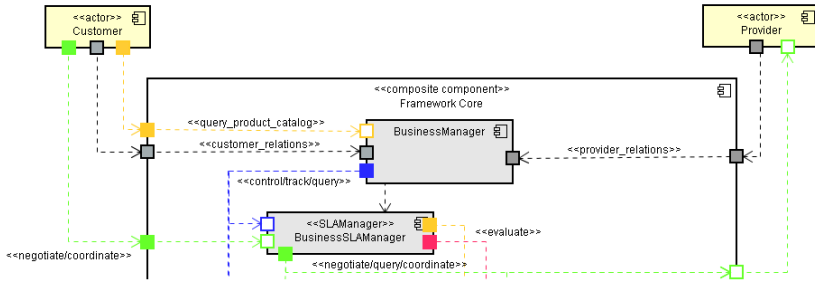 <<actor>>
Customer
<<actor>>
Provider
<<composite component>>
Framework Core
<<query_product_catalog>>
BusinessManager
<<customer_relations>>
<<provider_relations>>
<<control/track/query>>
<<SLAManager>>
BusinessSLAManager
<<evaluate>>
<<negotiate/coordinate>>
<<negotiate/query/coordinate>>